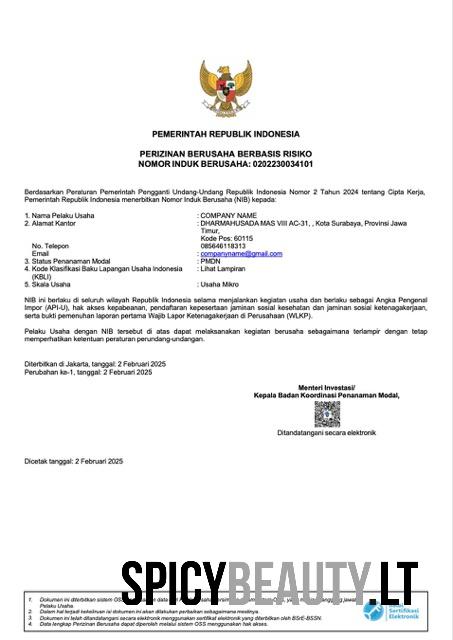 PEMERINTAH REPUBLIK INDONESIA
PERIZINAN BERUSAHA BERBASIS RISIKO
NOMOR INDUK BERUSAHA: 0202230034101
Berdasarkan Peraturan Pemerintah Pengganti Undang-Undang Republik Indonesia Nomor 2 Tahun 2024 tentang Cipta Kerja,
Pemerintah Republik Indonesia menerbitkan Nomor Induk Berusaha (NIB) kepada:
1. Nama Pelaku Usaha : COMPANY NAME
2. Alamat Kantor : DHARMAHUSADA MAS VIII AC-31, , Kota Surabaya, Provinsi Jawa
Timur,
Kode Pos: 60115
No. Telepon 085646118313
Email : companyname@gmail.com
3. Status Penanaman Modal : PMDN
4. Kode Klasifikasi Baku Lapangan Usaha Indonesia : Lihat Lampiran
(KBLI)
5. Skala Usaha : Usaha Mikro
NIB ini berlaku di seluruh wilayah Republik Indonesia selama menjalankan kegiatan usaha dan berlaku sebagai Angka Pengenal
Impor (API-U), hak akses kepabeanan, pendaftaran kepesertaan jaminan sosial kesehatan dan jaminan sosial ketenagakerjaan,
serta bukti pemenuhan laporan pertama Wajib Lapor Ketenagakerjaan di Perusahaan (WLKP).
Pelaku Usaha dengan NIB tersebut di atas dapat melaksanakan kegiatan berusaha sebagaimana terlampir dengan tetap
memperhatikan ketentuan peraturan perundang-undangan.
Diterbitkan di Jakarta, tanggal: 2 Februari 2025
Perubahan ke-1, tanggal: 2 Februari 2025
Menteri Investasi/
Kepala Badan Koordinasi Penanaman Modal,
Ditandatangani secara elektronik
Dicetak tanggal: 2 Februari 2025
SPICYBEAUTY.LT
1. Dokumen ini diterbitkan sistem OSS
Pelaku Usaha.
2. Dalam hal terjadi kekeliruan isi dokumen ini akan dilakukan perbaikan sebagaimana mestinya.
3. Dokumen ini telah ditandatangani secara elektronik menggunakan sertifikat elektronik yang diterbitkan oleh BSrE-BSSN.
4. Data lengkap Perizinan Berusaha dapat diperoleh melalui sistem OSS menggunakan hak akses.
Sertifikasi
Elektronik